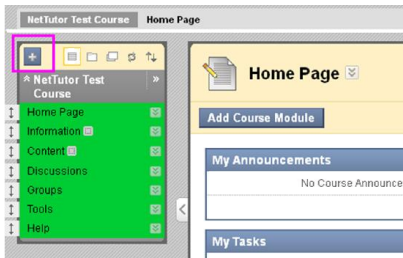 NetTutor Test Course Home Page
NetTutor Test
Course
Home Page
Information
Content
Discussions
Groups
Tools
Help
Home Page
Add Course Module
My Announcements
No Course Announce
My Tasks